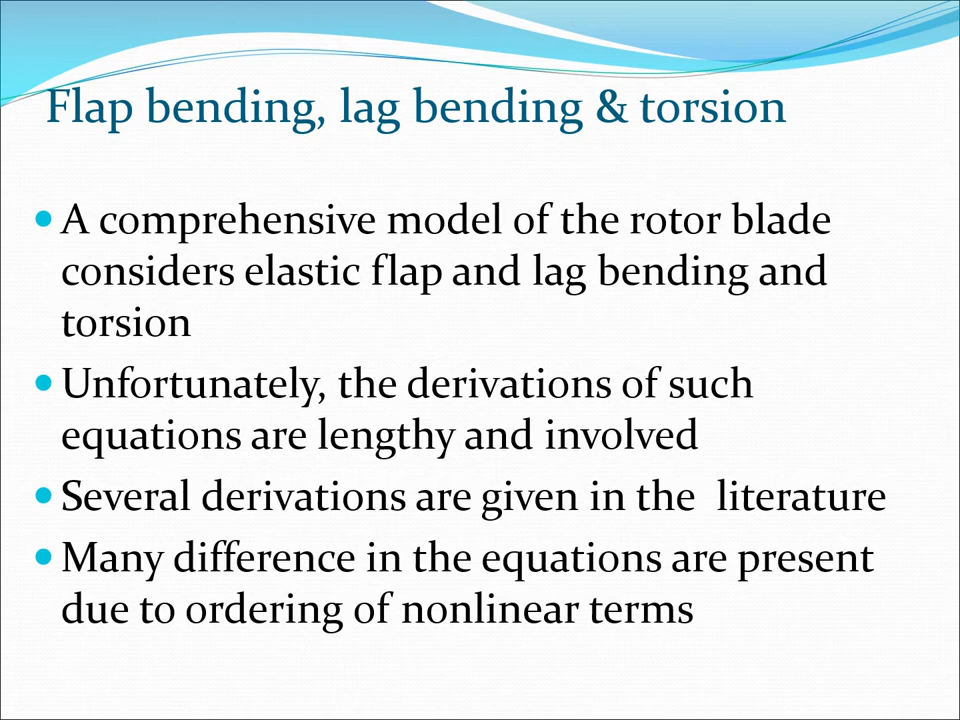 Flap bending, lag bending & torsion
A comprehensive model of the rotor blade
considers elastic flap and lag bending and
torsion
Unfortunately, the derivations of such
equations are lengthy and involved
Several derivations are given in the  literature
Many difference in the equations are present
due to ordering of nonlinear terms